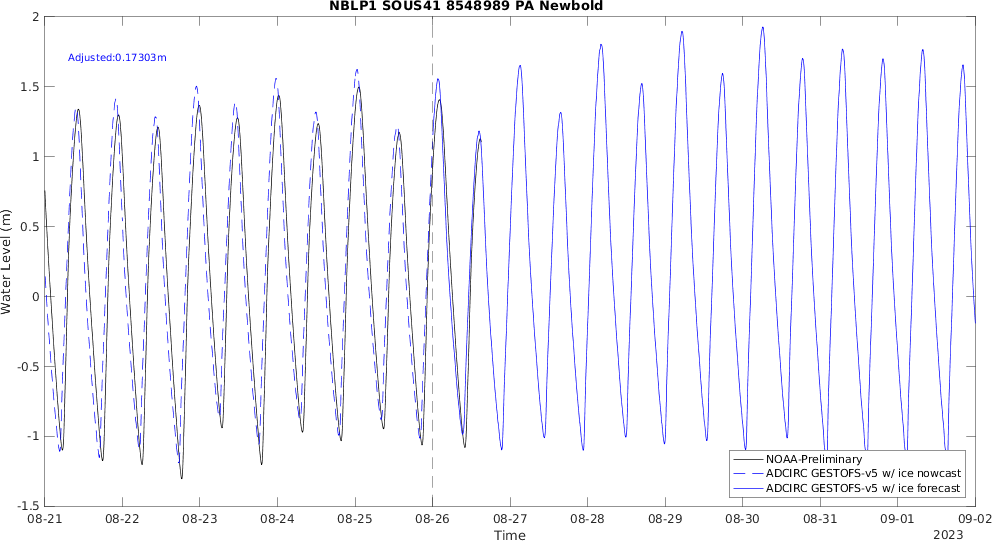 NBLP1 SOUS41 8548989 PA Newbold
Adjusted:0.17303m
Water Level (m)
2
1.5
1
0.5
0
-0.5
-1
-1.5
NOAA-Preliminary
ADCIRC GESTOFS-v5 w/ ice nowcast
ADCIRC GESTOFS-v5 w/ ice forecast
08-21 08-22 08-23 08-24 08-25 08-26 08-27 08-28 08-29 08-30 08-31 09-01 09-02
Time
2023